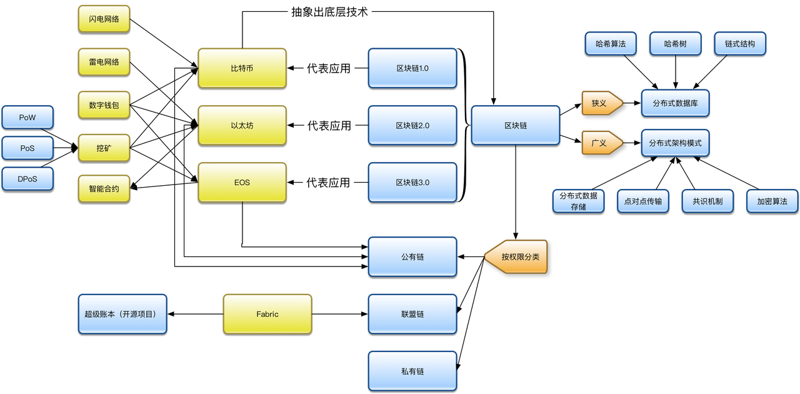 抽象出底层技术
闪电网络
雷电网络
数字钱包
挖矿
智能合约
PoW
PoS
DPoS
比特币
以太坊
EOS
代表应用
代表应用
代表应用
区块链1.0
区块链2.0
区块链3.0
区块链
狭义
广义
哈希算法
哈希树
链式结构
分布式数据库
分布式架构模式
分布式数据
存储
点对点传输
共识机制
加密算法
按权限分类
公有链
联盟链
私有链
Fabric
超级账本（开源项目）